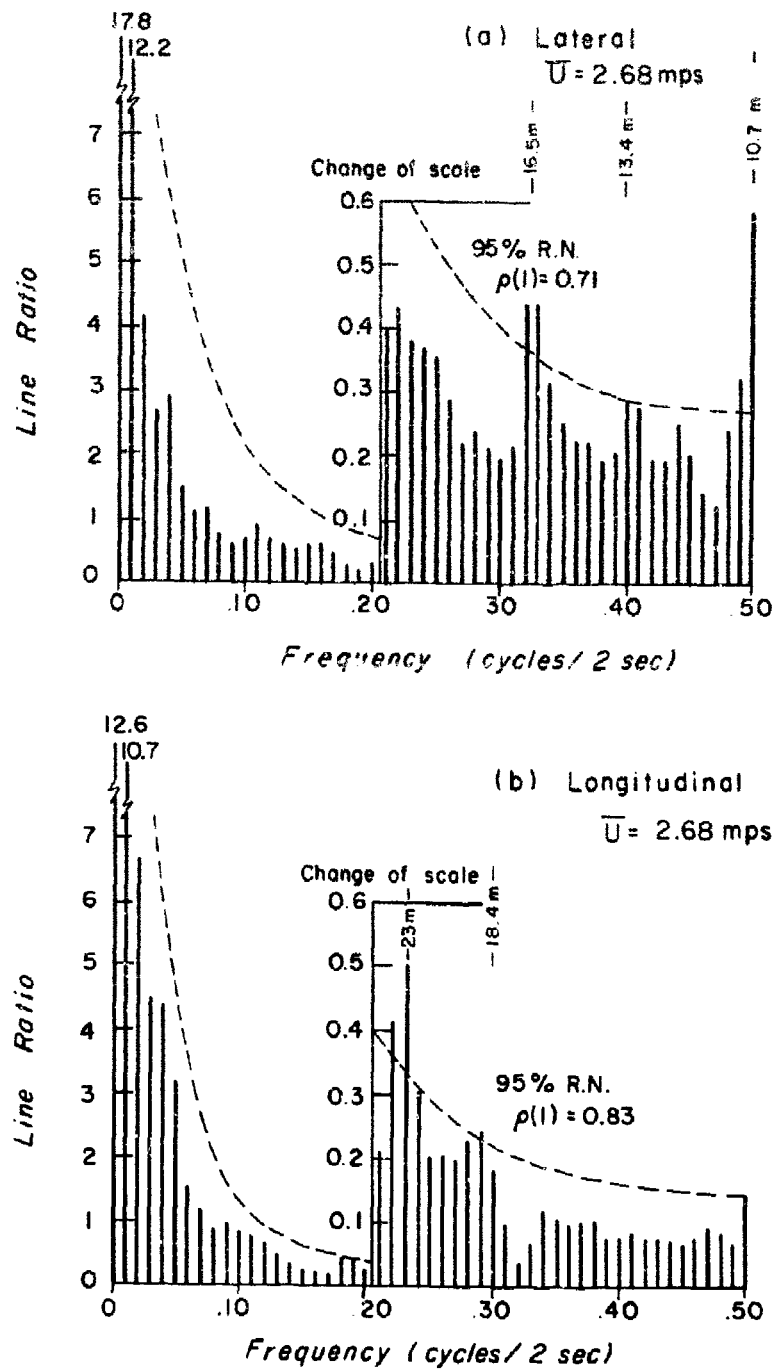 17.8
12.2
(a) Lateral
U = 2.68 mps
7
6
5
4
3
2
1
0
Line Ratio
Change of scale
0.6
0.5
0.4
0.3
0.2
0.1
-16.5m-
-13.4 m-
-10.7 m -
95% R.N.
ρ(1)= 0.71
0 .10 .20 .30 .40 .50
Frequency (cycles/ 2 sec)
12.6
10.7
(b) Longitudinal
U = 2.68 mps
7
6
5
4
3
2
1
0
Line Ratio
Change of scale
0.6
0.5
0.4
0.3
0.2
0.1
-23m-
-18.4 m-
95% R.N.
ρ(1) = 0.83
0 .10 .20 .30 .40 .50
Frequency (cycles/ 2 sec)